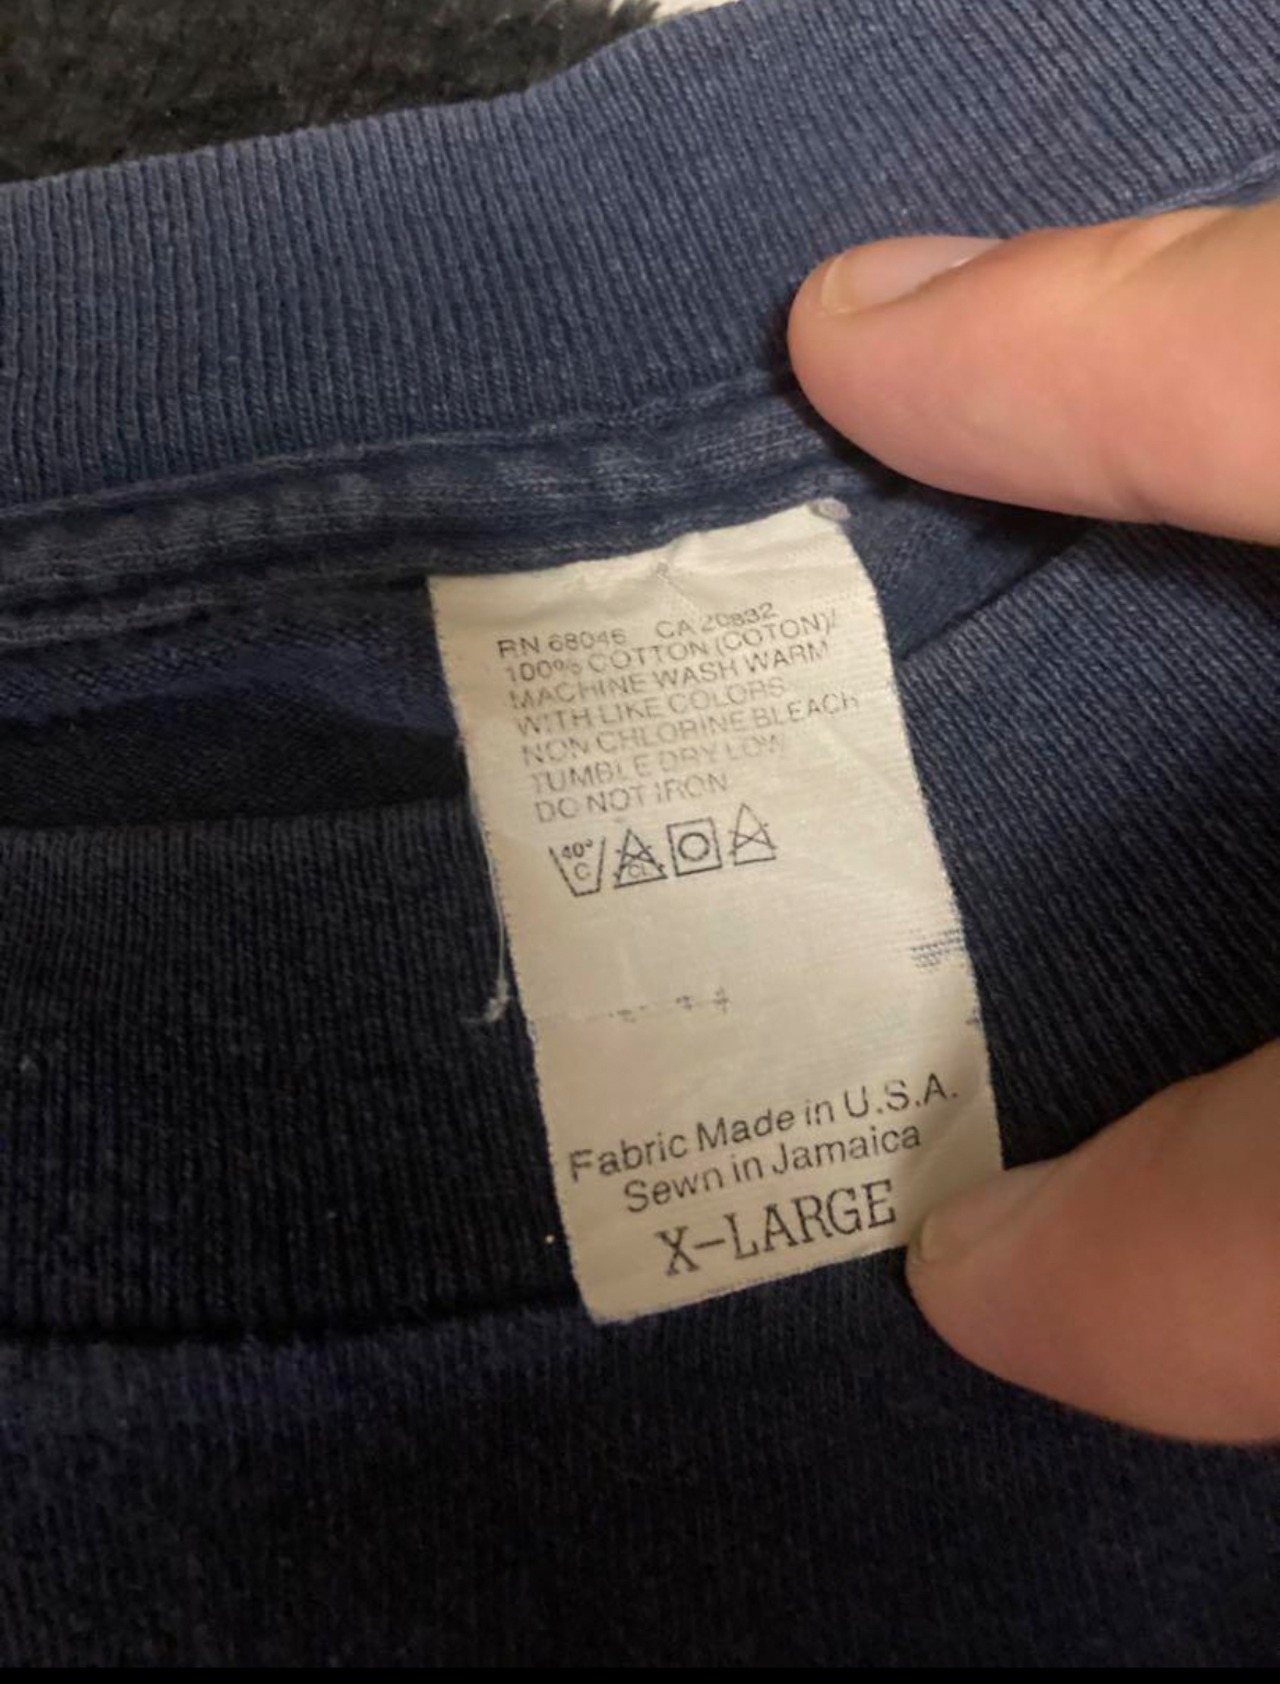 RN 68046 CA 20832
100% COTTON (COTON)/
MACHINE WASH WARM
WITH LIKE COLORS
NON CHLORINE BLEACH
TUMBLE DRY LOW
DO NOT IRON
40°
C
CL
Fabric Made in U.S.A.
Sewn in Jamaica
X-LARGE